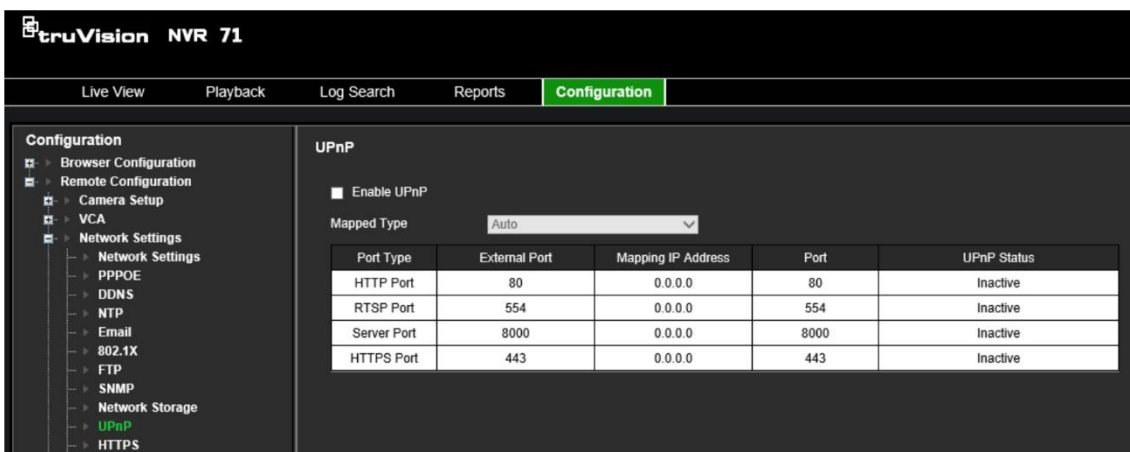 truVision NVR 71
Live View Playback Log Search Reports Configuration
Configuration
Browser Configuration
Remote Configuration
Camera Setup
VCA
Network Settings
Network Settings
PPPOE
DDNS
NTP
Email
802.1X
FTP
SNMP
Network Storage
UPnP
HTTPS
UPnP
Enable UPnP
Mapped Type Auto
Port Type External Port Mapping IP Address Port UPnP Status
HTTP Port 80 0.0.0.0 80 Inactive
RTSP Port 554 0.0.0.0 554 Inactive
Server Port 8000 0.0.0.0 8000 Inactive
HTTPS Port 443 0.0.0.0 443 Inactive